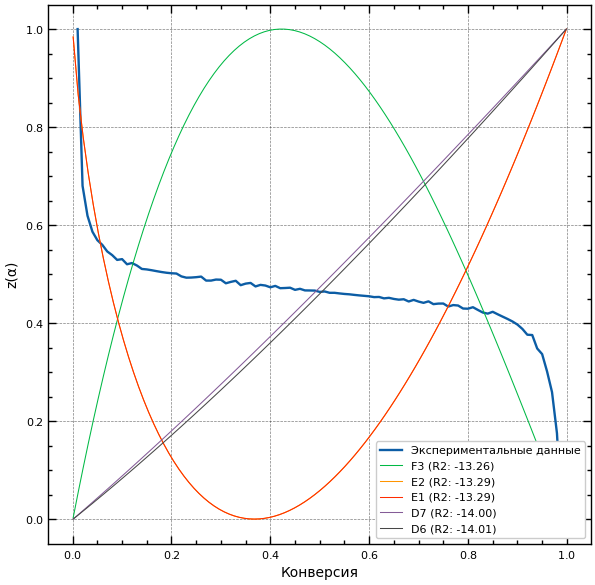 1.0
0.8
0.6
0.4
0.2
0.0
z(α)
Экспериментальные данные
F3 (R2: -13.26)
E2 (R2: -13.29)
E1 (R2: -13.29)
D7 (R2: -14.00)
D6 (R2: -14.01)
0.0 0.2 0.4 0.6 0.8 1.0
Конверсия